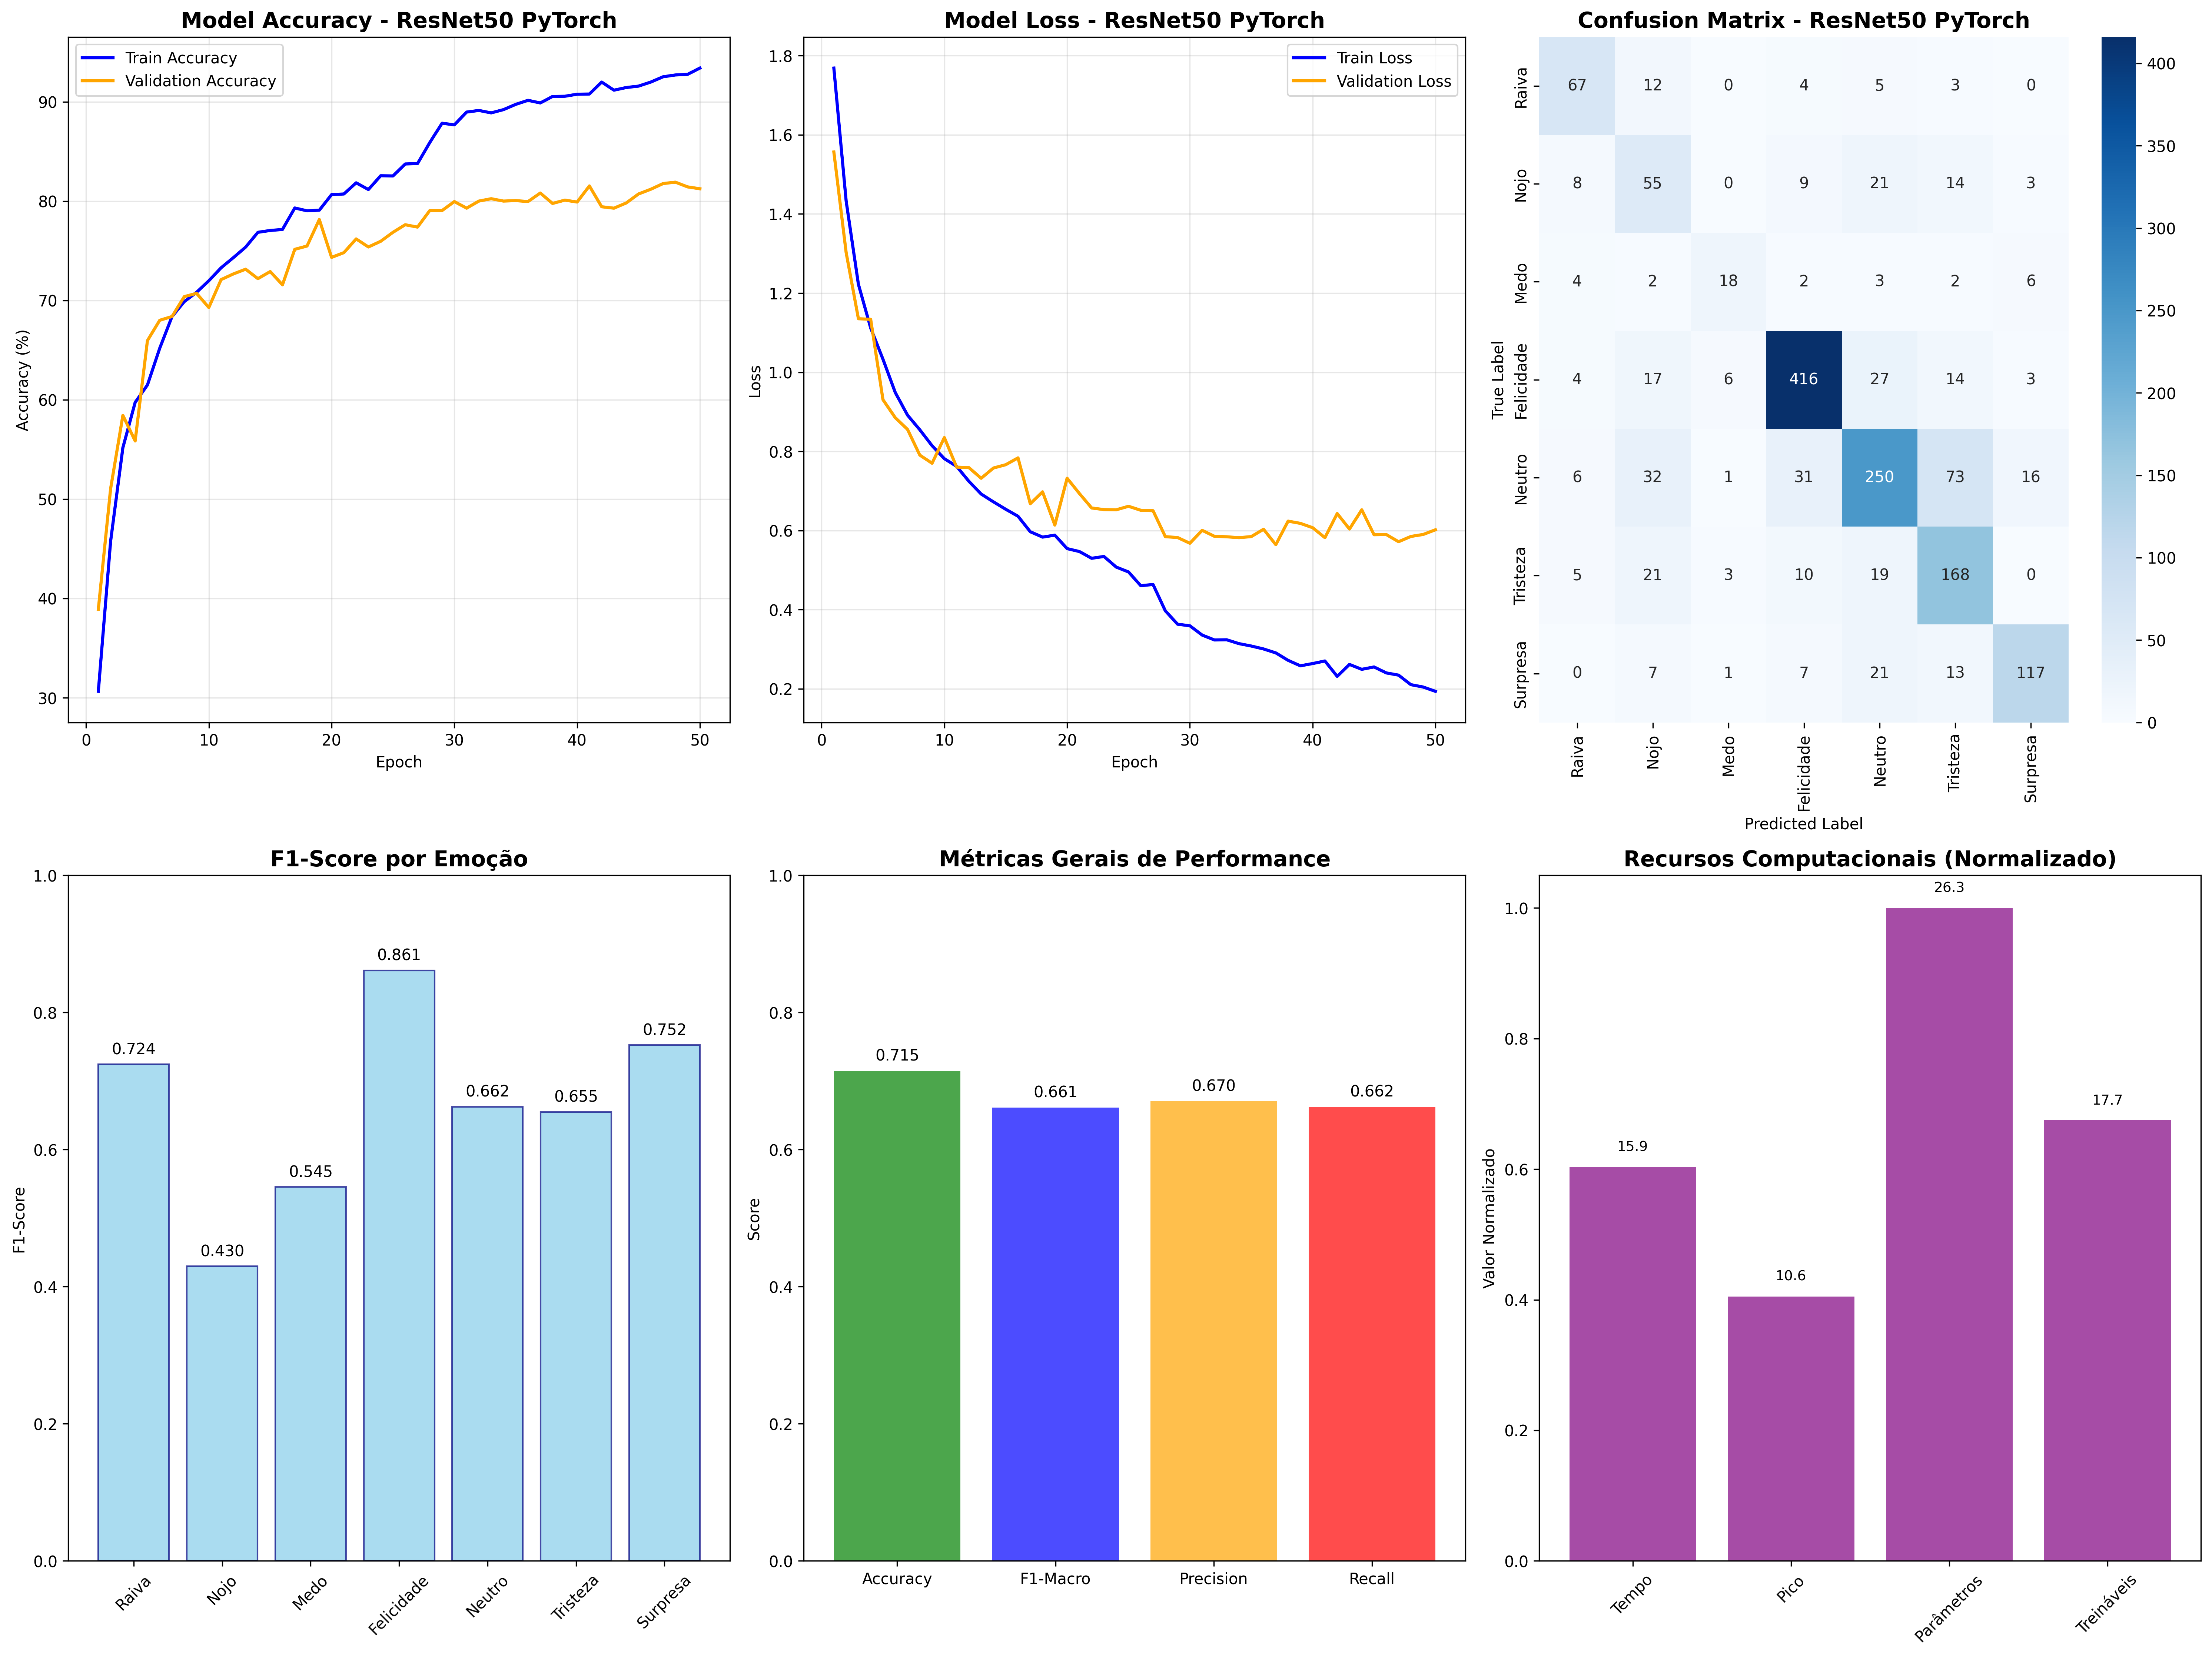 Model Accuracy - ResNet50 PyTorch
Train Accuracy
Validation Accuracy
Accuracy (%)
90
80
70
60
50
40
30
0 10 20 30 40 50
Epoch
Model Loss - ResNet50 PyTorch
Train Loss
Validation Loss
Loss
1.8
1.6
1.4
1.2
1.0
0.8
0.6
0.4
0.2
0 10 20 30 40 50
Epoch
Confusion Matrix - ResNet50 PyTorch
True Label
Raiva 67 12 0 4 5 3 0
Nojo 8 55 0 9 21 14 3
Medo 4 2 18 2 3 2 6
Felicidade 4 17 6 416 27 14 3
Neutro 6 32 1 31 250 73 16
Tristeza 5 21 3 10 19 168 0
Surpresa 0 7 1 7 21 13 117
Raiva Nojo Medo Felicidade Neutro Tristeza Surpresa
Predicted Label
400
350
300
250
200
150
100
50
0
F1-Score por Emoção
F1-Score
1.0
0.8
0.6
0.4
0.2
0.0
0.724 0.430 0.545 0.861 0.662 0.655 0.752
Raiva Nojo Medo Felicidade Neutro Tristeza Surpresa
Métricas Gerais de Performance
Score
1.0
0.8
0.6
0.4
0.2
0.0
0.715 0.661 0.670 0.662
Accuracy F1-Macro Precision Recall
Recursos Computacionais (Normalizado)
Valor Normalizado
1.0
0.8
0.6
0.4
0.2
0.0
15.9 10.6 26.3 17.7
Tempo Pico Parâmetros Treináveis